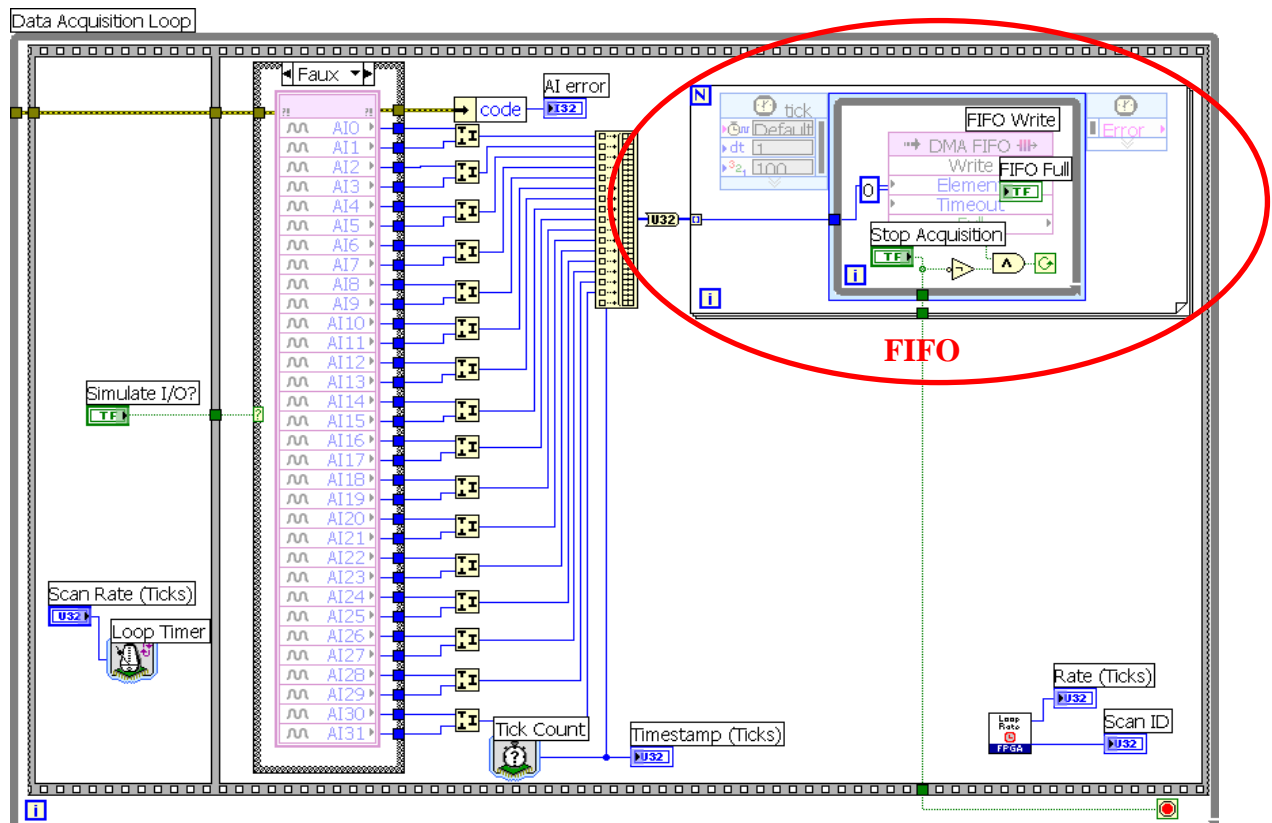 Data Acquisition Loop
Faux
AI error
code
I32
AI0
AI1
AI2
AI3
AI4
AI5
AI6
AI7
AI8
AI9
AI10
AI11
AI12
AI13
AI14
AI15
AI16
AI17
AI18
AI19
AI20
AI21
AI22
AI23
AI24
AI25
AI26
AI27
AI28
AI29
AI30
AI31
Simulate I/O?
TF
?
Scan Rate (Ticks)
U32
Loop Timer
Tick Count
Timestamp (Ticks)
U32
U32
N
tick
Default
dt 1
100
FIFO Write
DMA FIFO
Write
FIFO Full
Elemen
TF
0
Timeout
Stop Acquisition
TF
i
i
Error
FIFO
Rate (Ticks)
U32
Loop
Rate
FPGA
Scan ID
U32
i